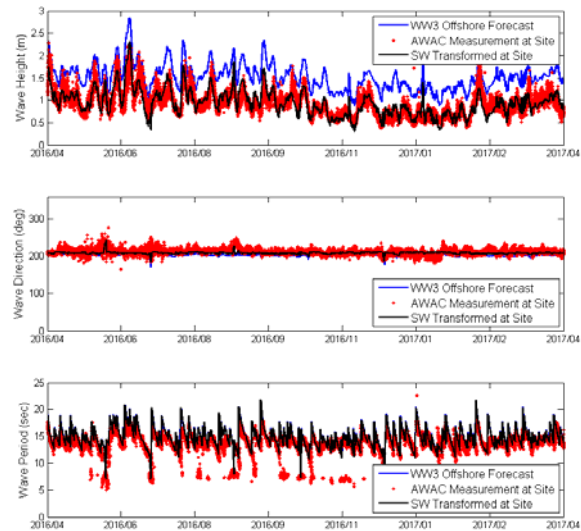 3
2.5
2
1.5
1
0.5
0
Wave Height (m)
WW3 Offshore Forecast
AWAC Measurement at Site
SW Transformed at Site
2016/04 2016/06 2016/08 2016/09 2016/11 2017/01 2017/02 2017/04
300
200
100
0
Wave Direction (deg)
WW3 Offshore Forecast
AWAC Measurement at Site
SW Transformed at Site
2016/04 2016/06 2016/08 2016/09 2016/11 2017/01 2017/02 2017/04
25
20
15
10
5
0
Wave Period (sec)
WW3 Offshore Forecast
AWAC Measurement at Site
SW Transformed at Site
2016/04 2016/06 2016/08 2016/09 2016/11 2017/01 2017/02 2017/04